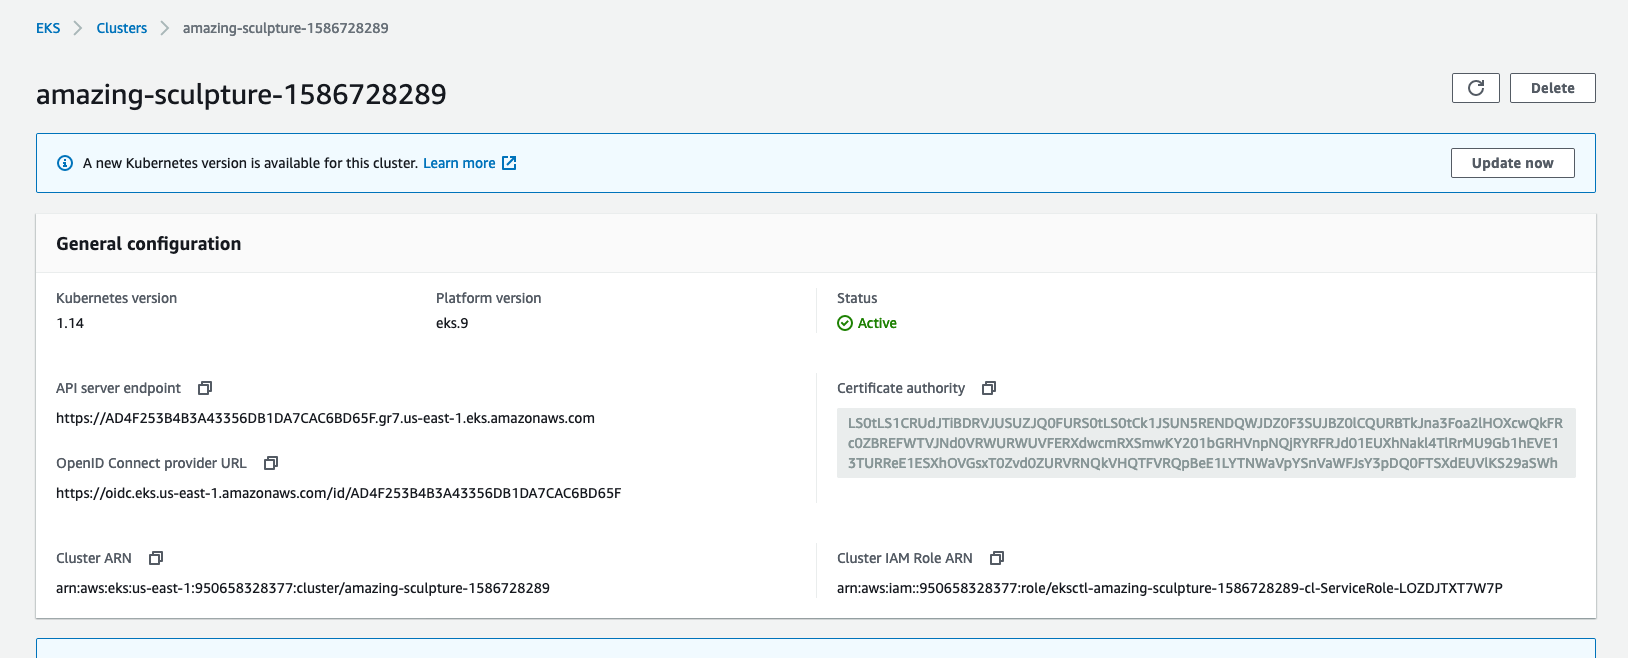 EKS > Clusters > amazing-sculpture-1586728289
amazing-sculpture-1586728289
Delete
A new Kubernetes version is available for this cluster. Learn more
Update now
General configuration
Kubernetes version
1.14
Platform version
eks.9
Status
Active
API server endpoint
https://AD4F253B4B3A43356DB1DA7CAC6BD65F.gr7.us-east-1.eks.amazonaws.com
OpenID Connect provider URL
https://oidc.eks.us-east-1.amazonaws.com/id/AD4F253B4B3A43356DB1DA7CAC6BD65F
Certificate authority
LS0tLS1CRUdJTiBDRVJUSUZJQ0FURS0tLS0tCk1JSUN5RENDQWJDZ0F3SUJBZ0lCQURBTkJna3Foa2lHOXcwQkFR
c0ZBREFWTVJNd0VRWURWUVFERXdwcmRXSmwKY201bGRHVnpNQjRYRFRJd01EUXhNakl4TlRrMU9Gb1hEVE1
3TURReE1ESXhOVGsxT0Zvd0ZURVRNQkVHQTFVRQpBeE1LYTNWaVpYSnVaWFJsY3pDQ0FTSXdEUVlKS29aSWh
Cluster ARN
arn:aws:eks:us-east-1:950658328377:cluster/amazing-sculpture-1586728289
Cluster IAM Role ARN
arn:aws:iam::950658328377:role/eksctl-amazing-sculpture-1586728289-cl-ServiceRole-LOZDJTXT7W7P